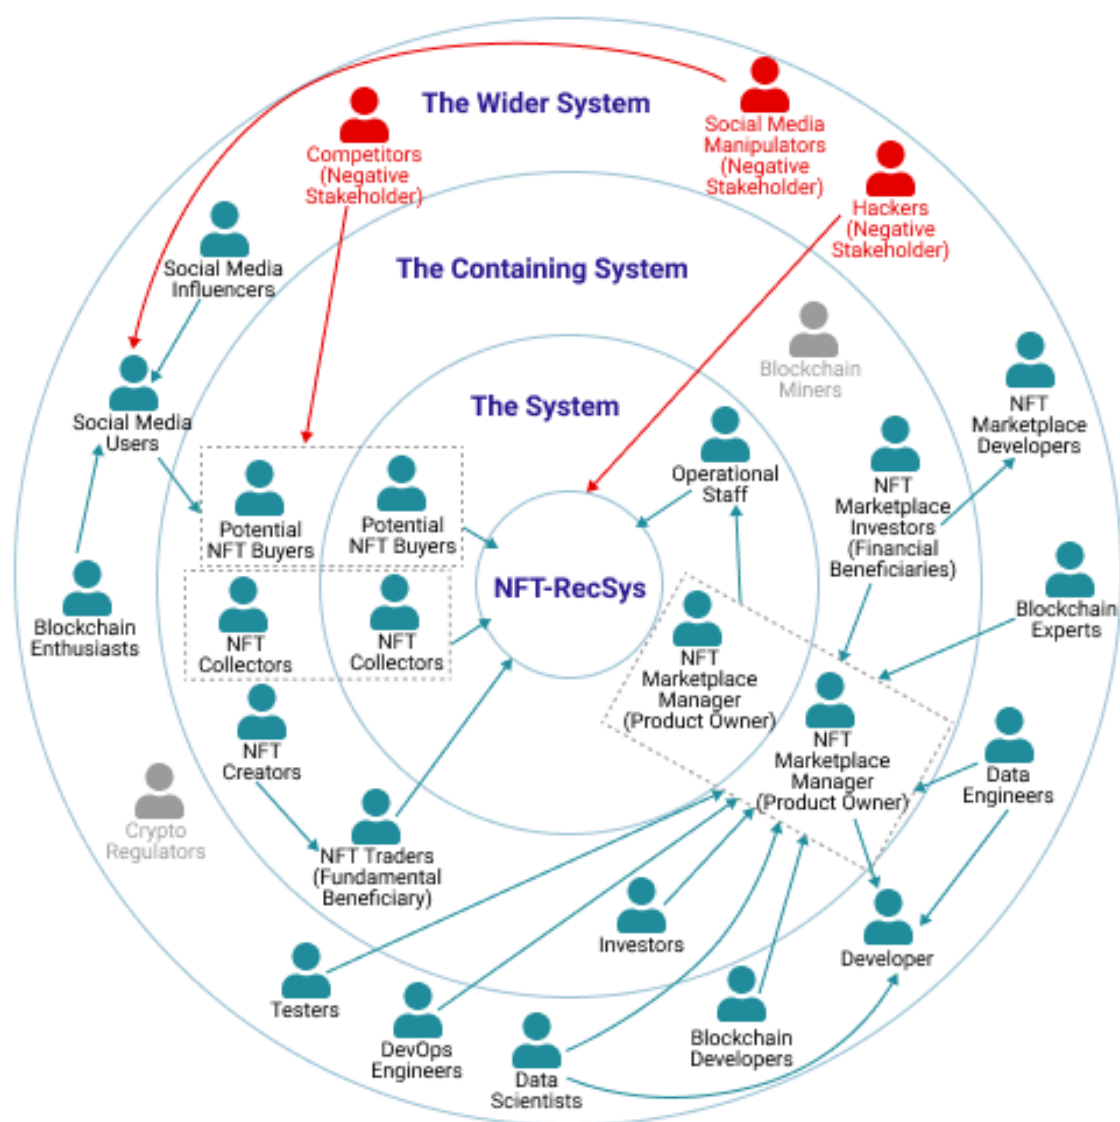 The Wider System
Social Media
Manipulators
(Negative
Stakeholder)
Competitors
(Negative
Stakeholder)
Hackers
(Negative
Stakeholder)
Social Media
Influencers
The Containing System
Blockchain
Miners
The System
NFT
Marketplace
Developers
Social Media
Users
Operational
Staff
NFT
Marketplace
Investors
(Financial
Beneficiaries)
Potential
NFT Buyers
Potential
NFT Buyers
NFT-RecSys
Blockchain
Enthusiasts
NFT
Collectors
NFT
Collectors
Blockchain
Experts
NFT
Marketplace
Manager
(Product Owner)
NFT
Creators
NFT
Marketplace
Manager
(Product Owner)
Data
Engineers
Crypto
Regulators
NFT Traders
(Fundamental
Beneficiary)
Investors
Developer
Testers
DevOps
Engineers
Data
Scientists
Blockchain
Developers